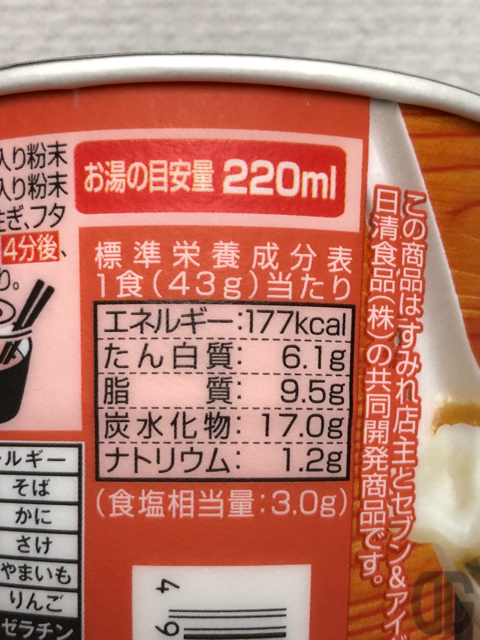 入り粉末
入り粉末
ぎ、フタ
4分後、
り。
お湯の目安量 220ml
標準栄養成分表
1食(43g)当たり
エネルギー:177kcal
たん白質: 6.1g
脂 質: 9.5g
炭水化物: 17.0g
ナトリウム: 1.2g
(食塩相当量:3.0g)
この商品はすみれ店主とセブン&アイ
日清食品(株)の共同開発商品です。
ルギー
そば
かに
さけ
やまいも
りんご
ゼラチン
4
9